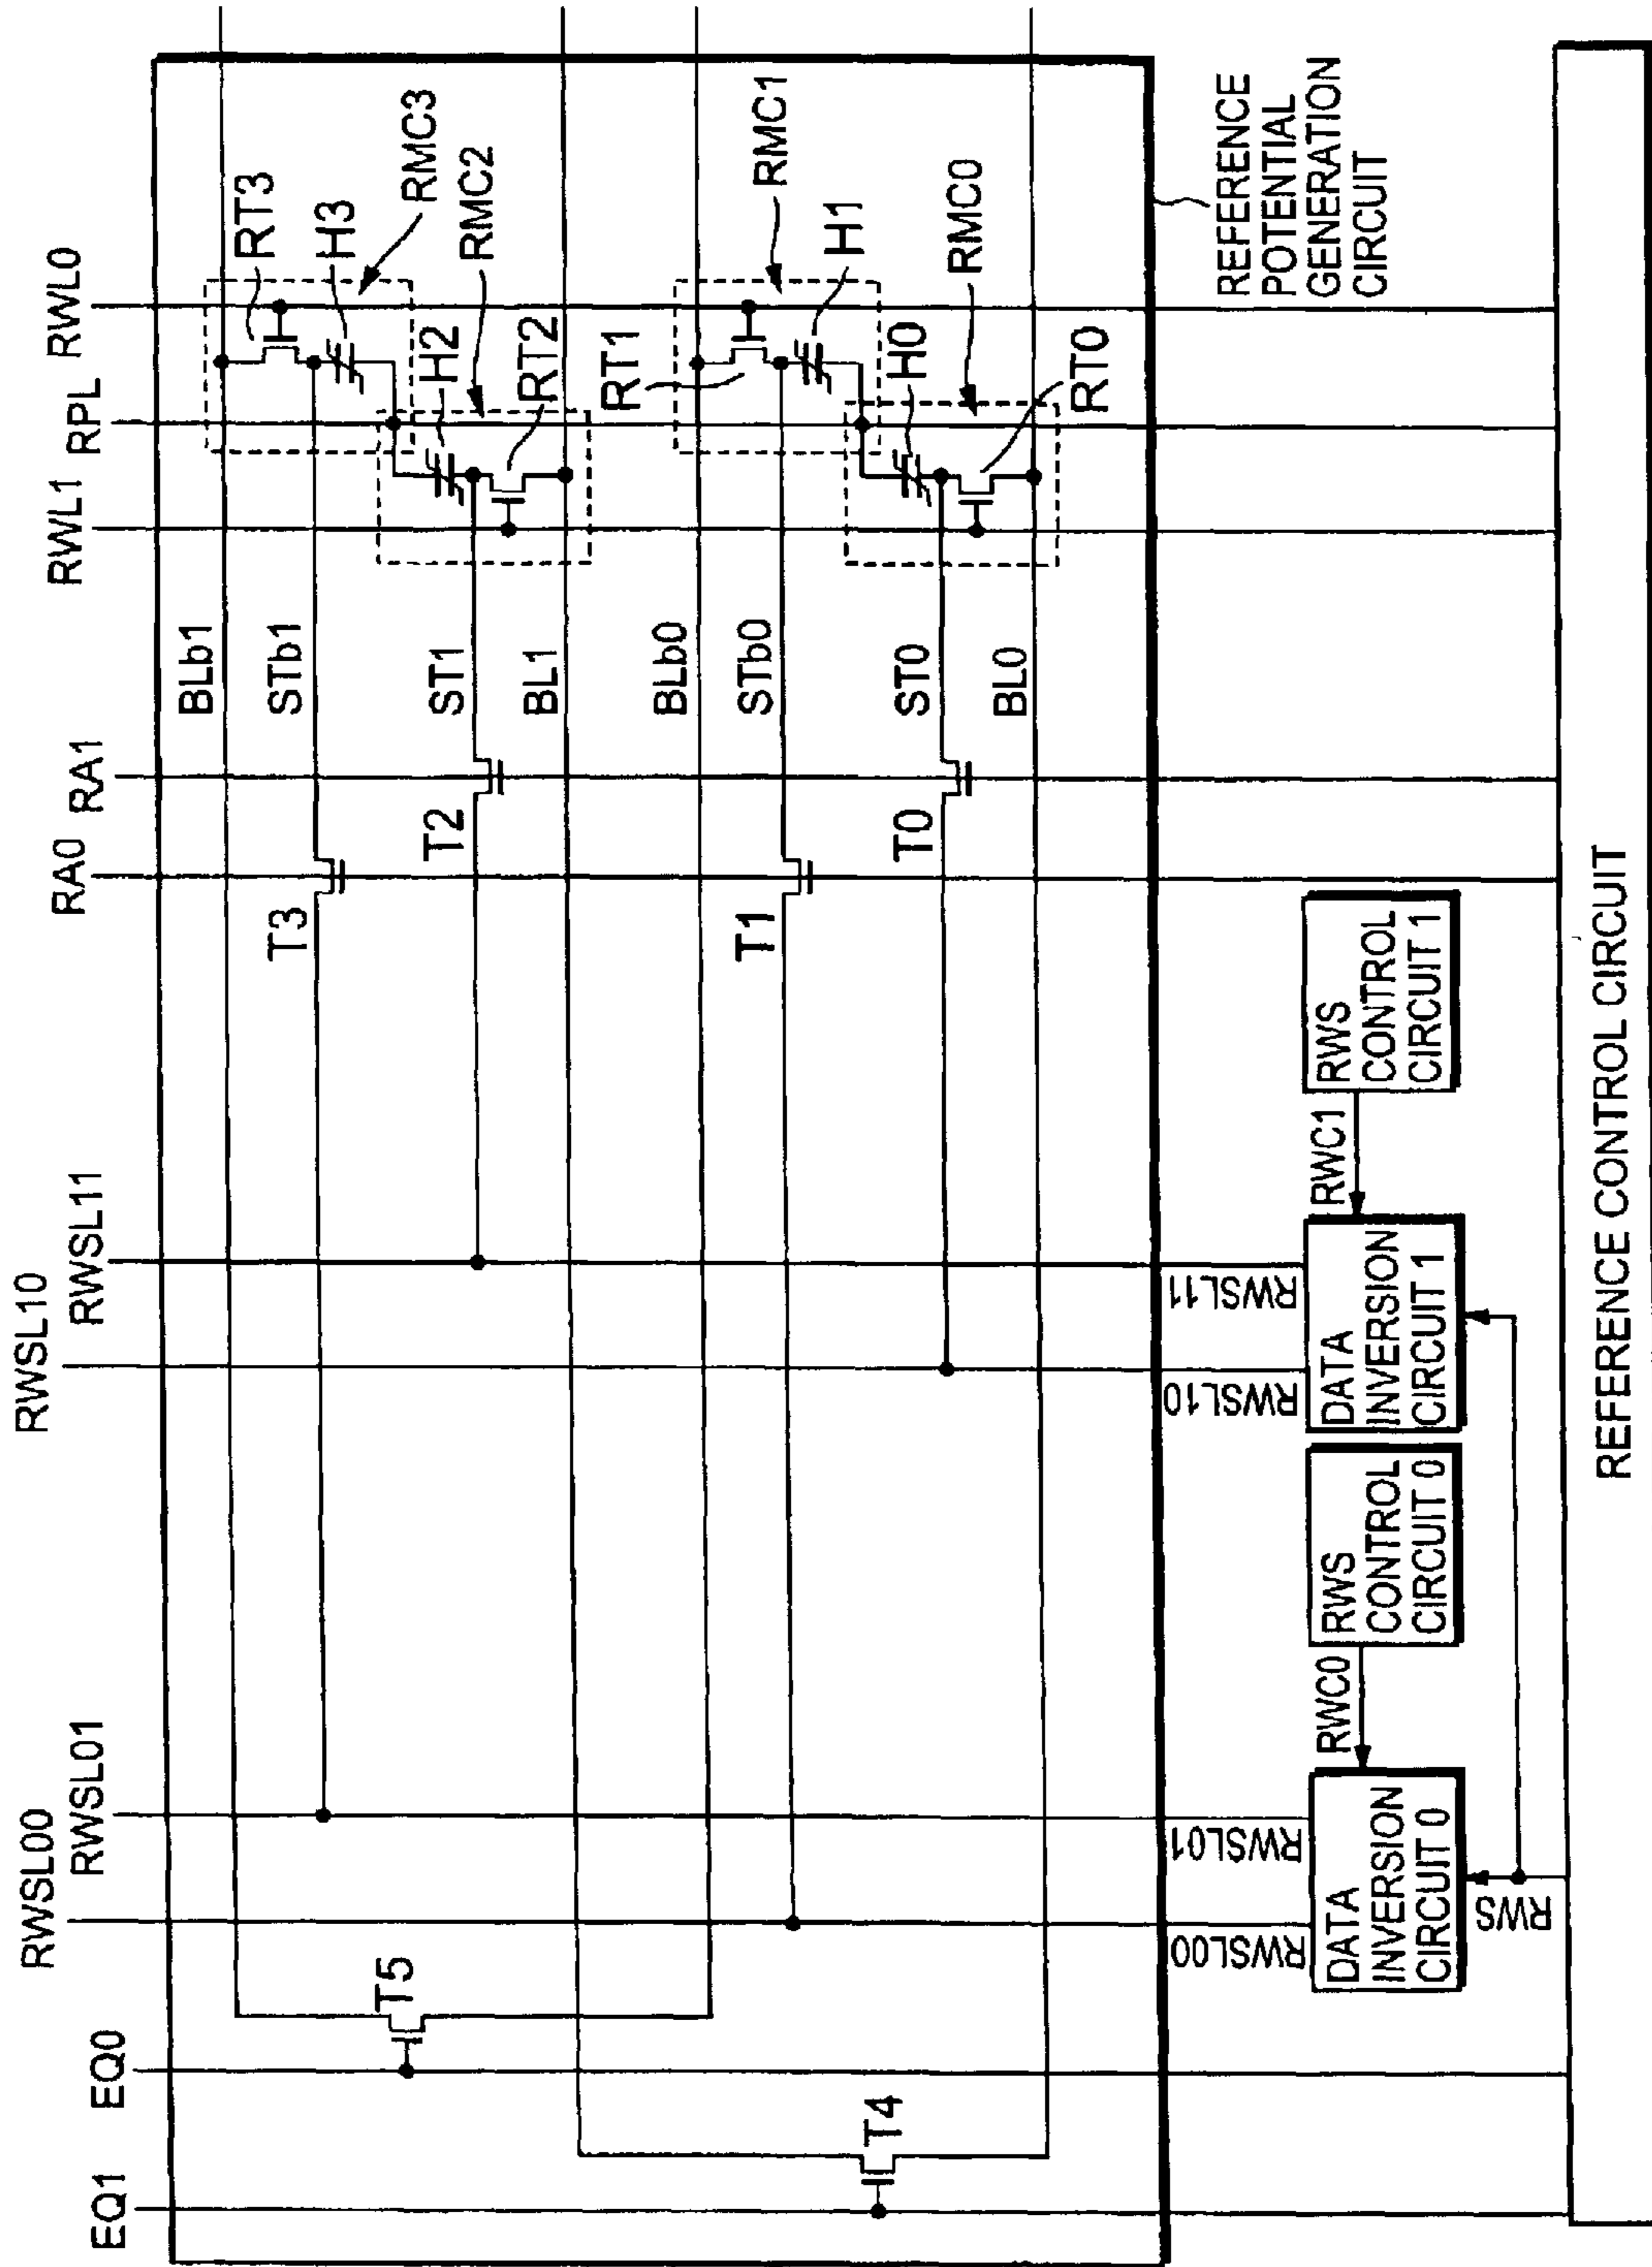 EQ1
EQ0
RWSL00
RWSL01
RWSL10
RWSL11
RA0
RA1
RWL1
RPL
RWL0
BLb1
STb1
ST1
BL1
BLb0
STb0
ST0
BL0
T5
T4
T3
T2
T1
T0
RT3
H3
RMC3
H2
RT2
RMC2
RT1
H1
RMC1
H0
RT0
RMC0
REFERENCE
POTENTIAL
GENERATION
CIRCUIT
RWSL00
RWSL01
DATA
INVERSION
CIRCUIT 0
RWC0
RWS
CONTROL
CIRCUIT 0
RWSL10
RWSL11
DATA
INVERSION
CIRCUIT 1
RWC1
RWS
CONTROL
CIRCUIT 1
RWS
REFERENCE CONTROL CIRCUIT